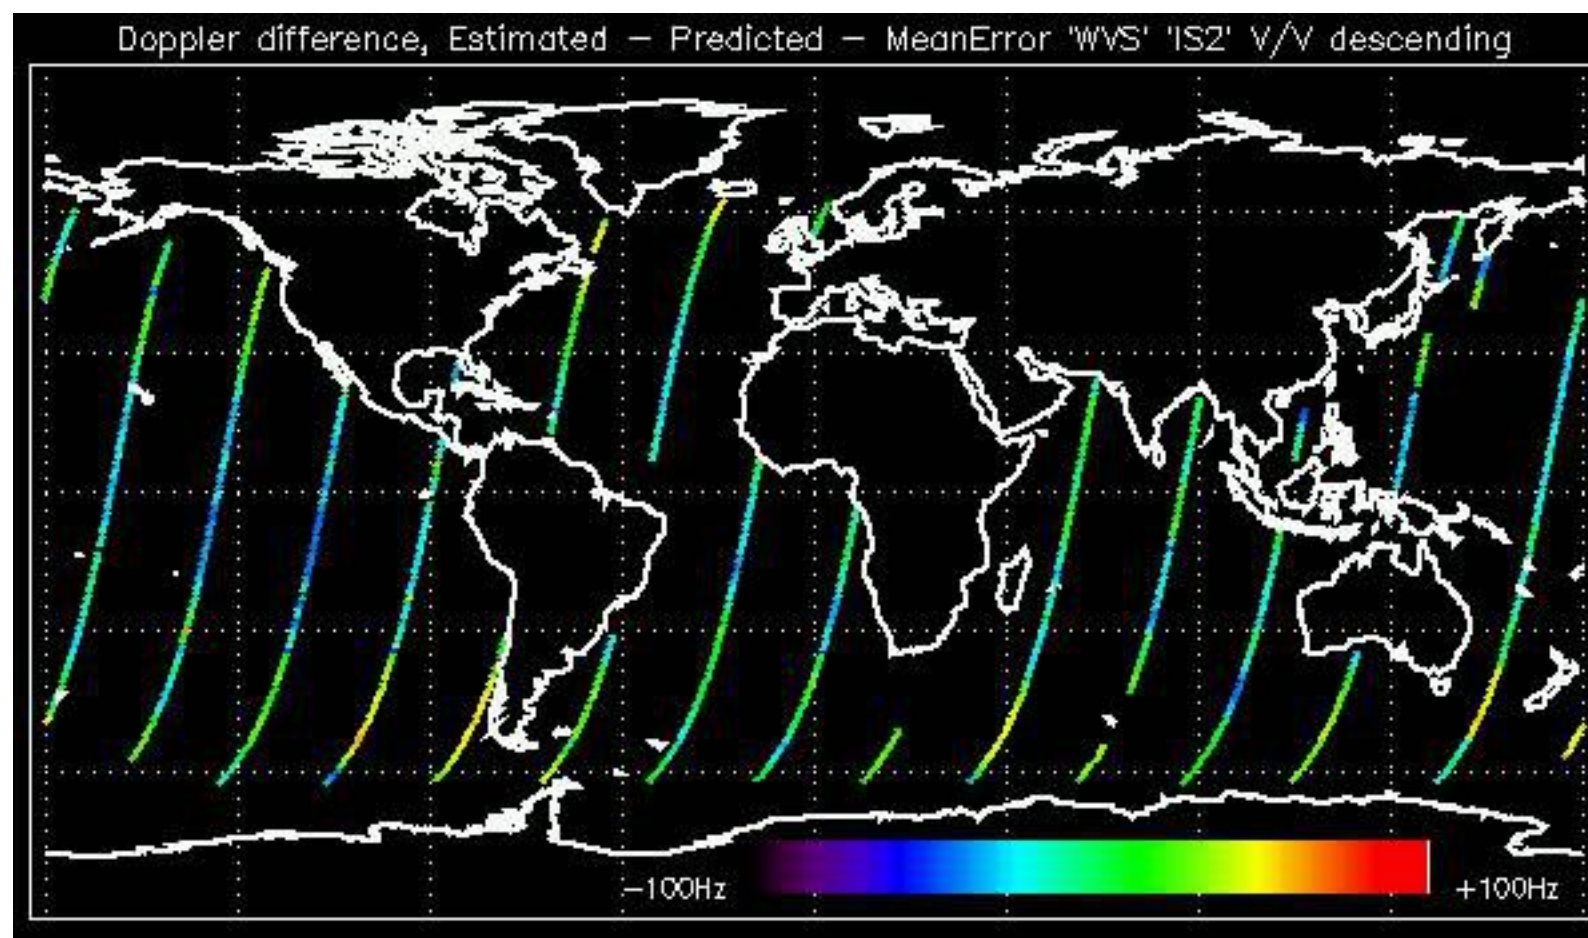 Doppler difference, Estimated – Predicted – MeanError 'WVS' 'IS2' V/V descending
–100Hz +100Hz